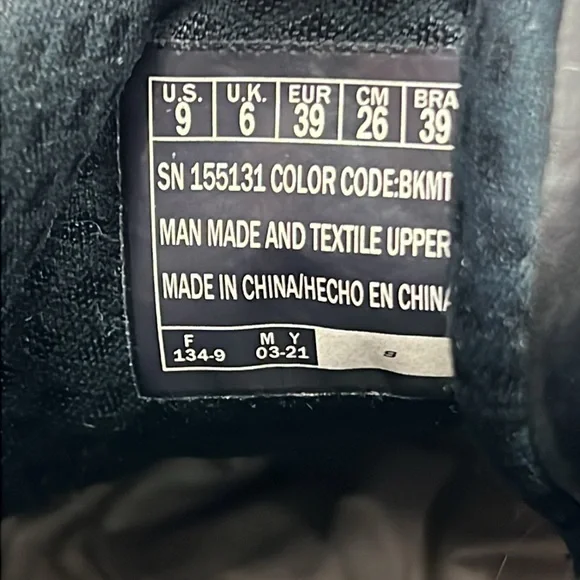 U.S. U.K. EUR CM BRA
9 6 39 26 39
SN 155131 COLOR CODE:BKMT
MAN MADE AND TEXTILE UPPER
MADE IN CHINA/HECHO EN CHINA
F M Y
134-9 03-21 9